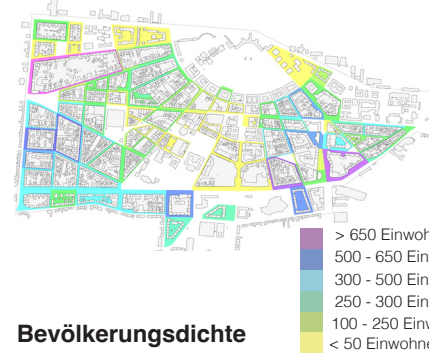 > 650 Einwoh
500 - 650 Ein
300 - 500 Ein
250 - 300 Ein
100 - 250 Einw
< 50 Einwohne
Bevölkerungsdichte